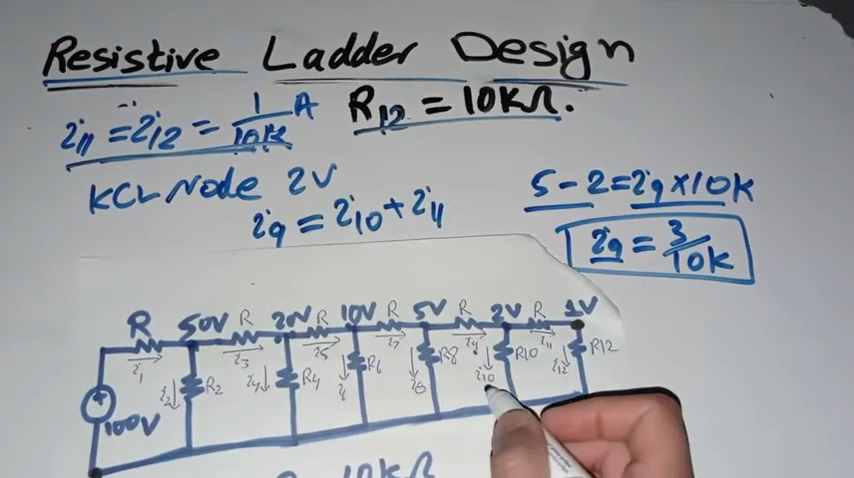 Resistive Ladder Design
i11 = i12 = 1/10k A
R12 = 10KΩ.
KCL Node 2V
i9 = i10 + i11
5-2 = i9 x 10k
i9 = 3/10k
R 50V R 20V R 10V R 5V R 2V R 1V
i1 i3 i5 i7 i9 i11
i2 R2 i4 R4 R6 i8 R8 i10 R10 i12 R12
100V
10KΩ